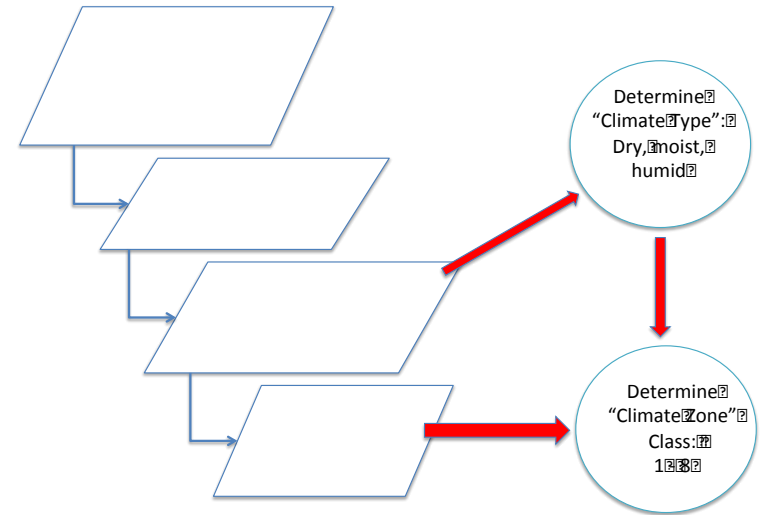 Determine
“Climate Type”:
Dry, moist,
humid
Determine
“Climate Zone”
Class:
1 - 8